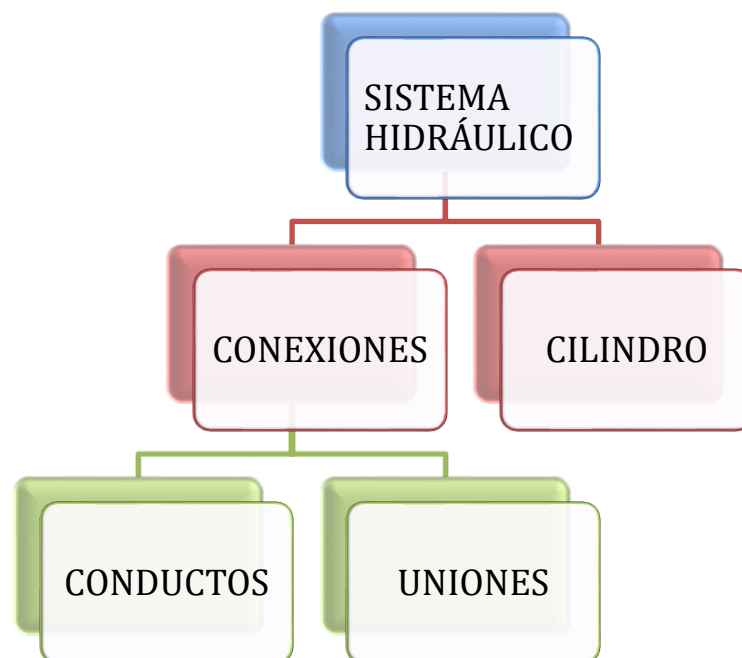 SISTEMA
HIDRÁULICO
CONEXIONES
CILINDRO
CONDUCTOS
UNIONES